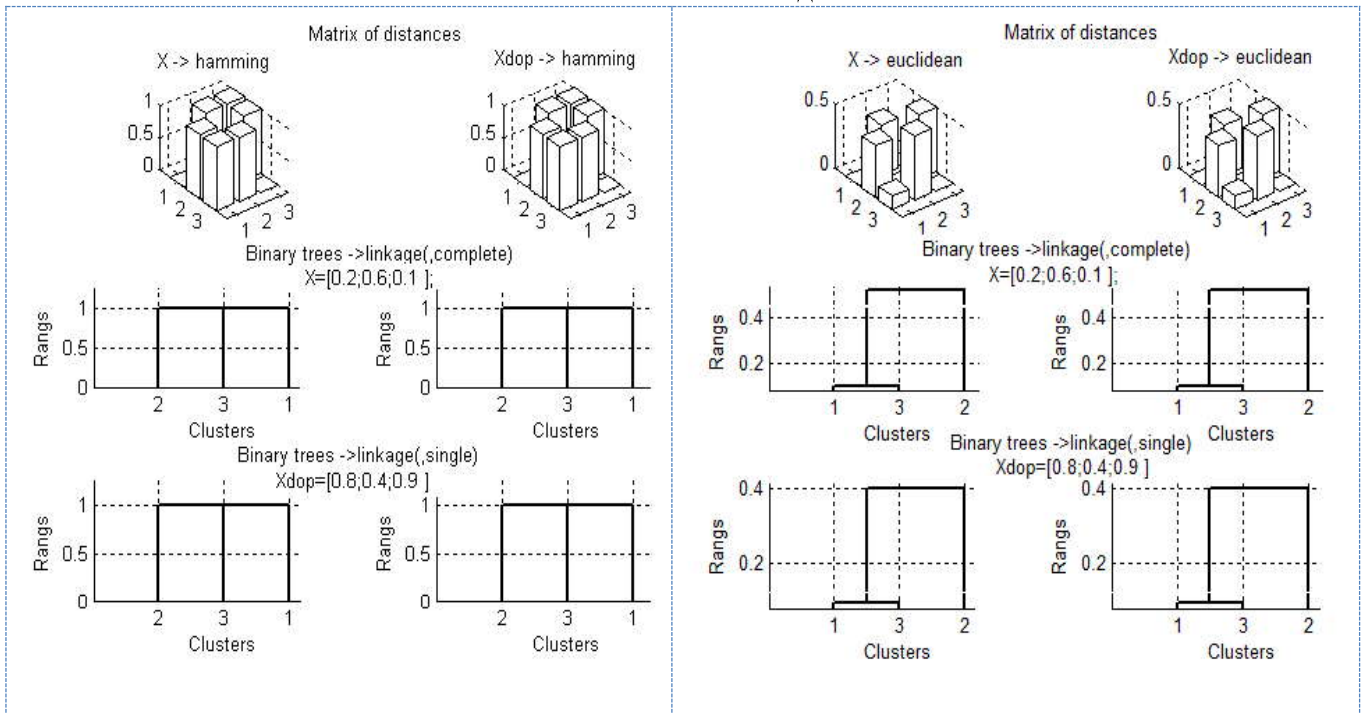 Matrix of distances
X -> hamming Xdop -> hamming
1
0.5
0
1 2 3
1 2 3
1
0.5
0
1 2 3
1 2 3
Binary trees ->linkage(,complete)
X=[0.2;0.6;0.1 ];
Rangs
1
0.5
0
2 3 1
Clusters
Rangs
1
0.5
0
2 3 1
Clusters
Binary trees ->linkage(,single)
Xdop=[0.8;0.4;0.9 ]
Rangs
1
0.5
0
2 3 1
Clusters
Rangs
1
0.5
0
2 3 1
Clusters
Matrix of distances
X -> euclidean Xdop -> euclidean
0.5
0
1 2 3
1 2 3
0.5
0
1 2 3
1 2 3
Binary trees ->linkage(,complete)
X=[0.2;0.6;0.1 ];
Rangs
0.4
0.2
1 3 2
Clusters
Rangs
0.4
0.2
1 3 2
Clusters
Binary trees ->linkage(,single)
Xdop=[0.8;0.4;0.9 ]
Rangs
0.4
0.2
1 3 2
Clusters
Rangs
0.4
0.2
1 3 2
Clusters